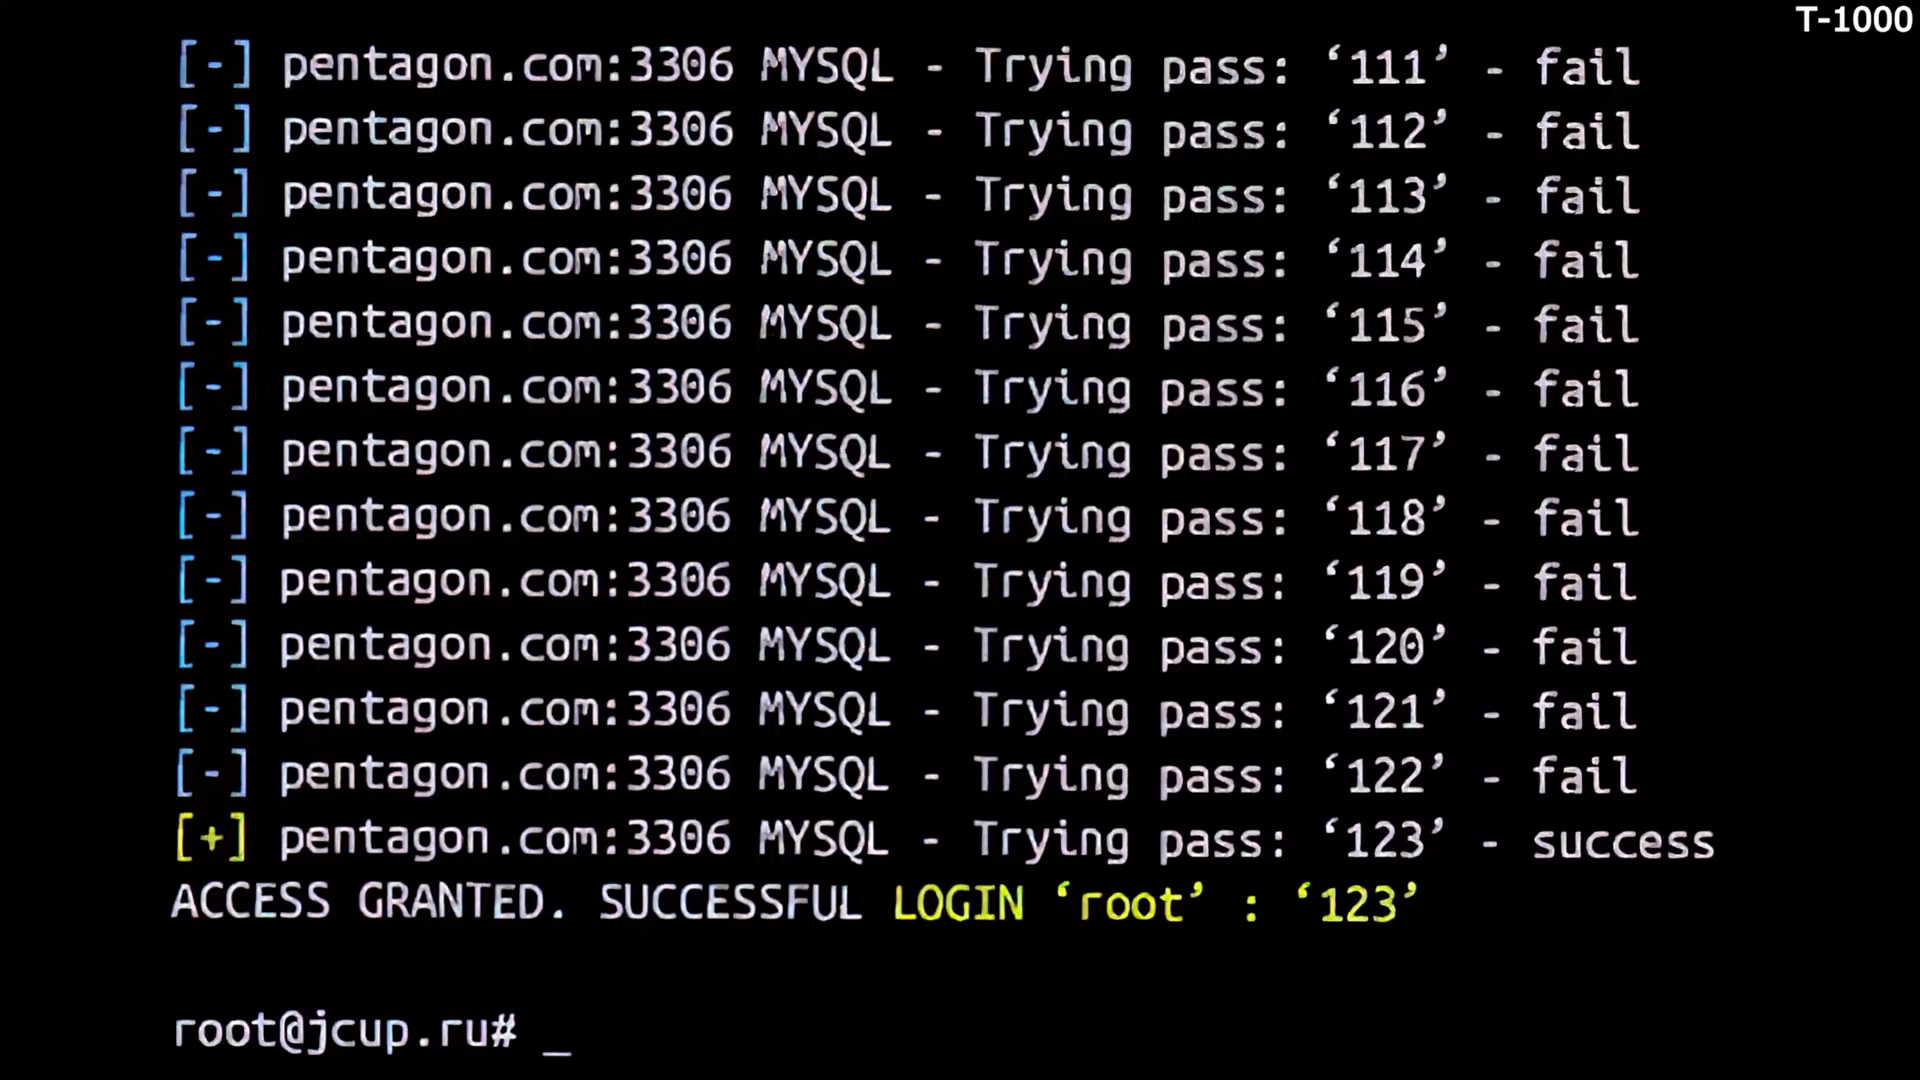 T-1000
[-] pentagon.com:3306 MYSQL - Trying pass: ‘111’ - fail
[-] pentagon.com:3306 MYSQL - Trying pass: ‘112’ - fail
[-] pentagon.com:3306 MYSQL - Trying pass: ‘113’ - fail
[-] pentagon.com:3306 MYSQL - Trying pass: ‘114’ - fail
[-] pentagon.com:3306 MYSQL - Trying pass: ‘115’ - fail
[-] pentagon.com:3306 MYSQL - Trying pass: ‘116’ - fail
[-] pentagon.com:3306 MYSQL - Trying pass: ‘117’ - fail
[-] pentagon.com:3306 MYSQL - Trying pass: ‘118’ - fail
[-] pentagon.com:3306 MYSQL - Trying pass: ‘119’ - fail
[-] pentagon.com:3306 MYSQL - Trying pass: ‘120’ - fail
[-] pentagon.com:3306 MYSQL - Trying pass: ‘121’ - fail
[-] pentagon.com:3306 MYSQL - Trying pass: ‘122’ - fail
[+] pentagon.com:3306 MYSQL - Trying pass: ‘123’ - success
ACCESS GRANTED. SUCCESSFUL LOGIN ‘root’ : ‘123’
root@jcup.ru# _